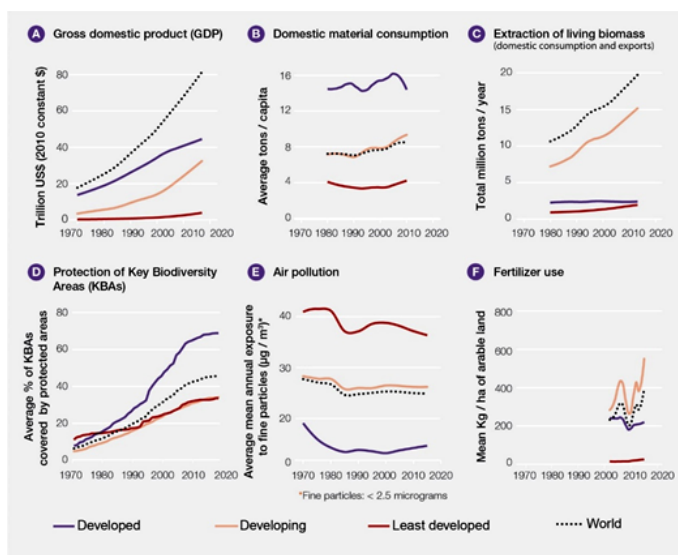 A Gross domestic product (GDP)
Trillion US$ (2010 constant $)
80
60
40
20
0
1970 1980 1990 2000 2010 2020
B Domestic material consumption
Average tons / capita
16
12
8
4
0
1970 1980 1990 2000 2010 2020
C Extraction of living biomass
(domestic consumption and exports)
Total million tons / year
20
15
10
5
0
1970 1980 1990 2000 2010 2020
D Protection of Key Biodiversity
Areas (KBAs)
Average % of KBAs
covered by protected areas
80
60
40
20
0
1970 1980 1990 2000 2010 2020
E Air pollution
Average mean annual exposure
to fine particles (µg / m³)*
40
30
20
0
1970 1980 1990 2000 2010 2020
*Fine particles: < 2.5 micrograms
F Fertilizer use
Mean Kg / ha of arable land
800
600
400
200
0
1970 1980 1990 2000 2010 2020
Developed Developing Least developed World